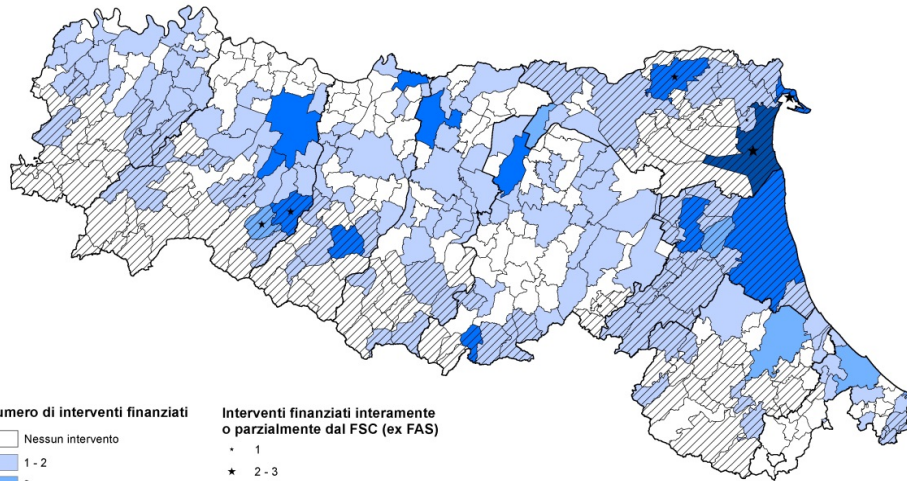 umero di interventi finanziati
Nessun intervento
1 - 2
Interventi finanziati interamente
o parzialmente dal FSC (ex FAS)
1
2 - 3